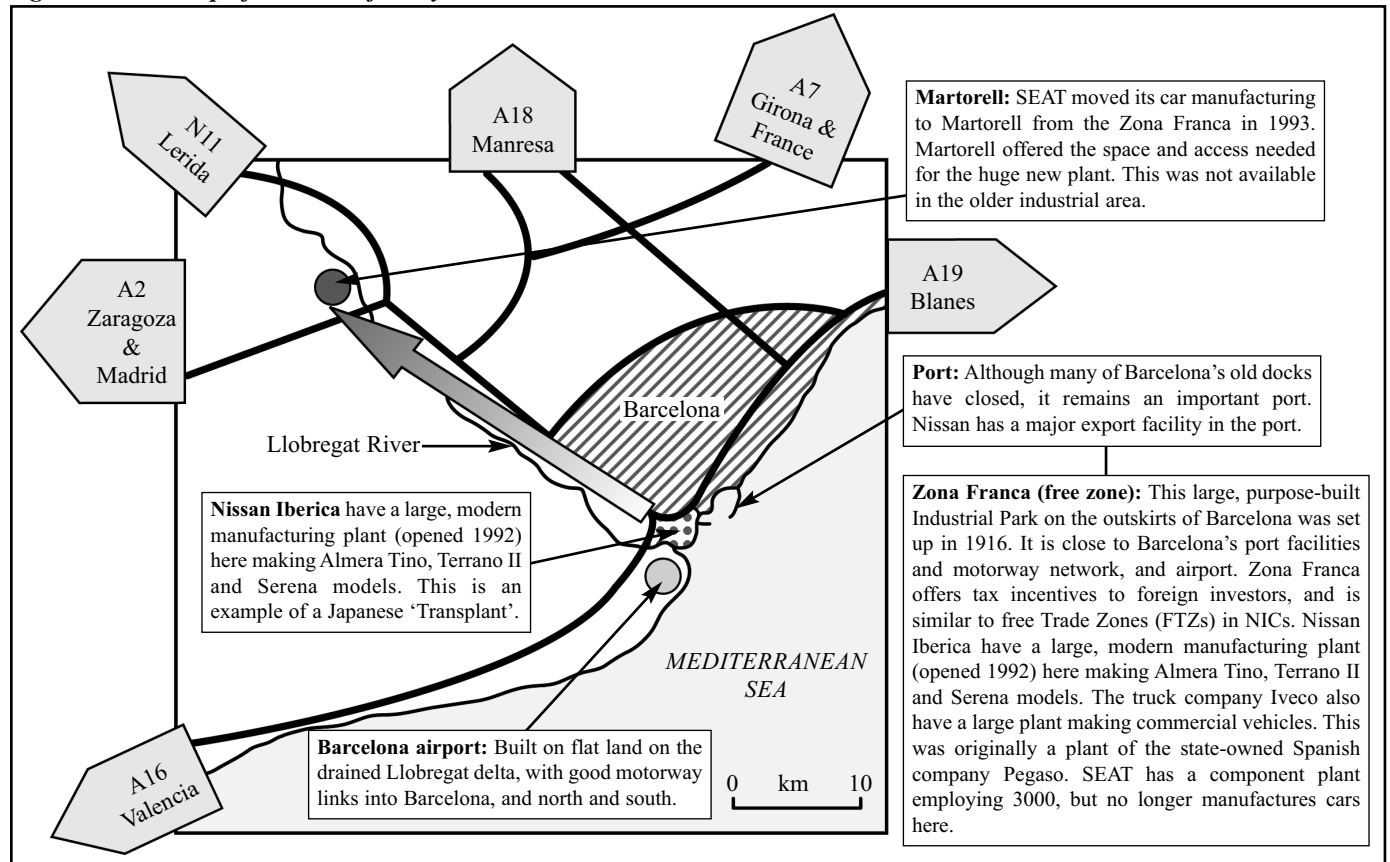 N11
Lerida
A18
Manresa
A7
Girona &
France
Martorell: SEAT moved its car manufacturing
to Martorell from the Zona Franca in 1993.
Martorell offered the space and access needed
for the huge new plant. This was not available
in the older industrial area.
A2
Zaragoza
&
Madrid
A19
Blanes
Barcelona
Port: Although many of Barcelona's old docks
have closed, it remains an important port.
Nissan has a major export facility in the port.
Llobregat River
Nissan Iberica have a large, modern
manufacturing plant (opened 1992)
here making Almera Tino, Terrano II
and Serena models. This is an
example of a Japanese 'Transplant'.
Zona Franca (free zone): This large, purpose-built
Industrial Park on the outskirts of Barcelona was set
up in 1916. It is close to Barcelona's port facilities
and motorway network, and airport. Zona Franca
offers tax incentives to foreign investors, and is
similar to free Trade Zones (FTZs) in NICs. Nissan
Iberica have a large, modern manufacturing plant
(opened 1992) here making Almera Tino, Terrano II
and Serena models. The truck company Iveco also
have a large plant making commercial vehicles. This
was originally a plant of the state-owned Spanish
company Pegaso. SEAT has a component plant
employing 3000, but no longer manufactures cars
here.
MEDITERRANEAN
SEA
Barcelona airport: Built on flat land on the
drained Llobregat delta, with good motorway
links into Barcelona, and north and south.
0 km 10
A16
Valencia